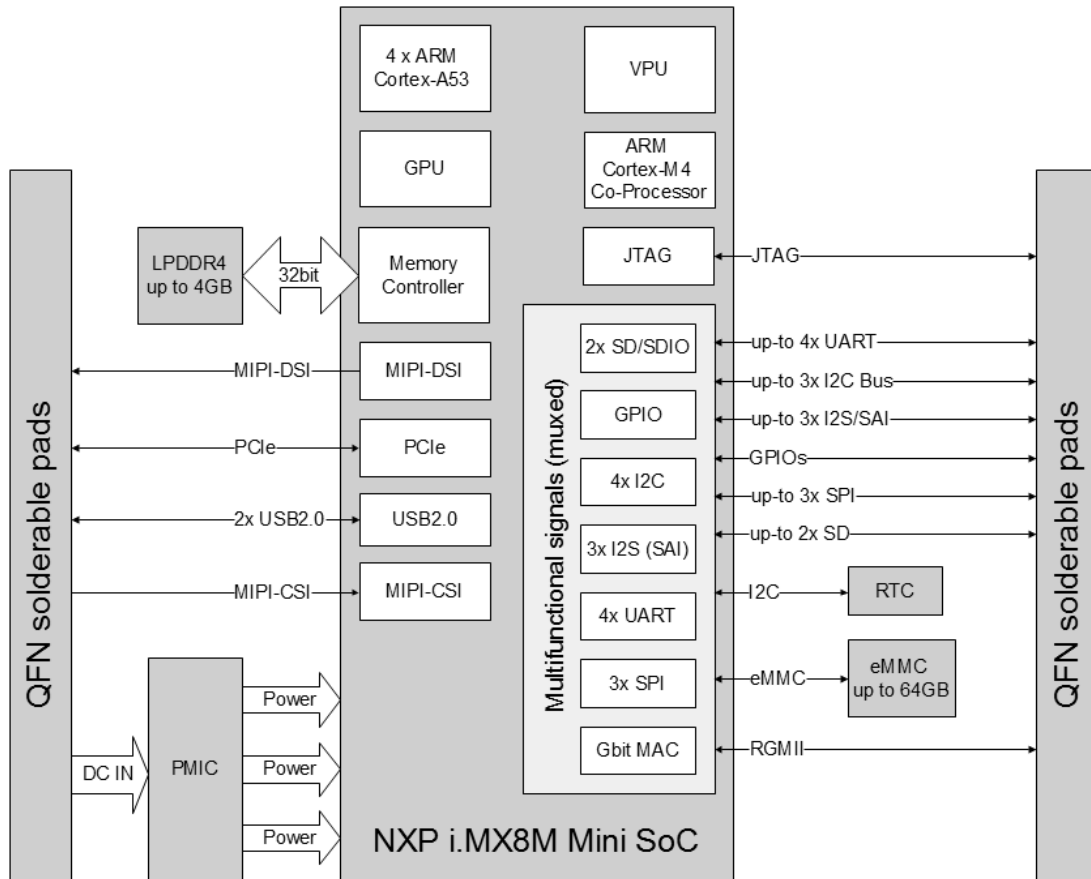 4 x ARM
Cortex-A53
VPU
GPU
ARM
Cortex-M4
Co-Processor
LPDDR4
up to 4GB
32bit
Memory
Controller
JTAG
JTAG
MIPI-DSI
MIPI-DSI
PCIe
PCIe
2x USB2.0
USB2.0
MIPI-CSI
MIPI-CSI
QFN solderable pads
DC IN
PMIC
Power
Power
Power
Multifunctional signals (muxed)
2x SD/SDIO
GPIO
4x I2C
3x I2S (SAI)
4x UART
3x SPI
Gbit MAC
up-to 4x UART
up-to 3x I2C Bus
up-to 3x I2S/SAI
GPIOs
up-to 3x SPI
up-to 2x SD
I2C
RTC
eMMC
eMMC
up to 64GB
RGMII
QFN solderable pads
NXP i.MX8M Mini SoC